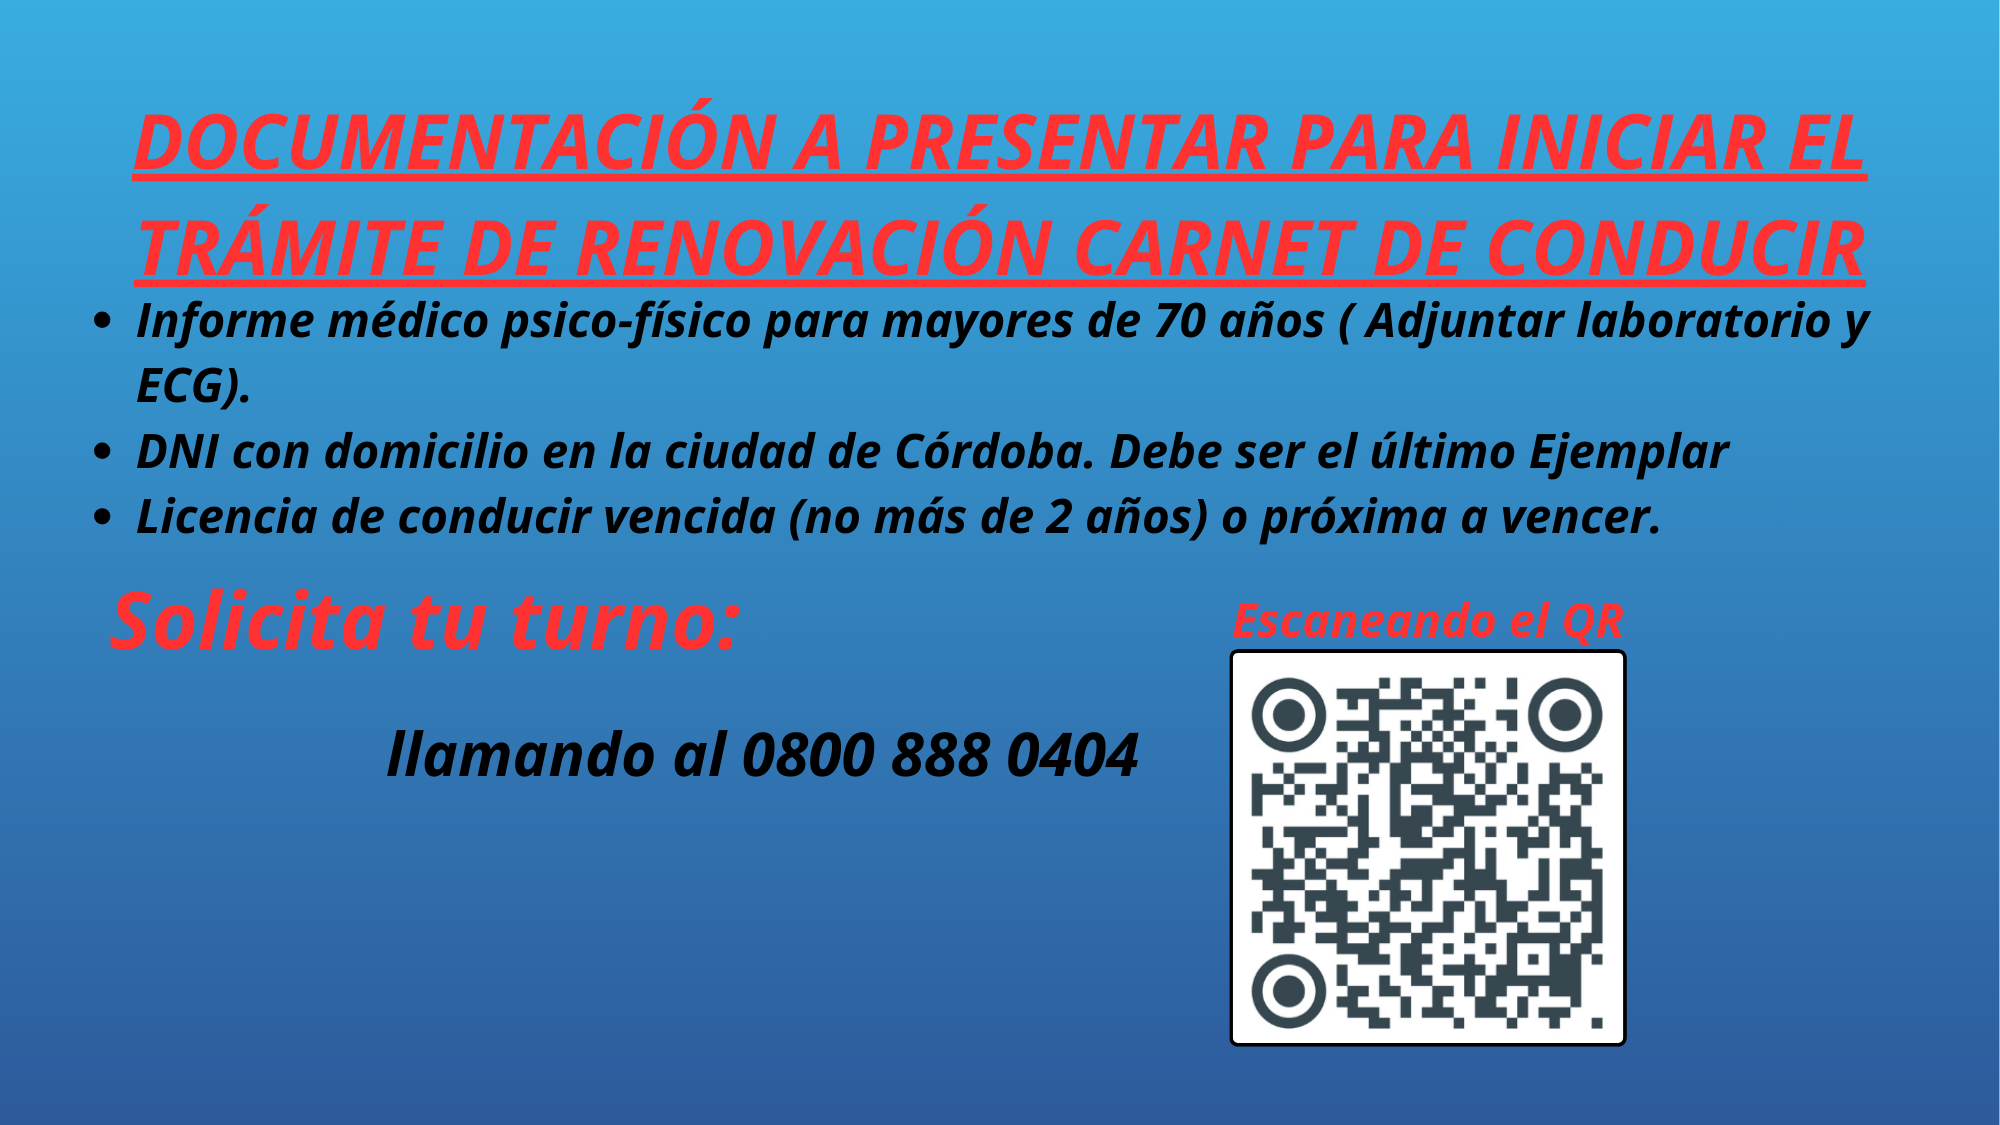 DOCUMENTACIÓN A PRESENTAR PARA INICIAR EL
TRÁMITE DE RENOVACIÓN CARNET DE CONDUCIR
• Informe médico psico-físico para mayores de 70 años ( Adjuntar laboratorio y
ECG).
• DNI con domicilio en la ciudad de Córdoba. Debe ser el último Ejemplar
• Licencia de conducir vencida (no más de 2 años) o próxima a vencer.
Solicita tu turno:
llamando al 0800 888 0404
Escaneando el QR